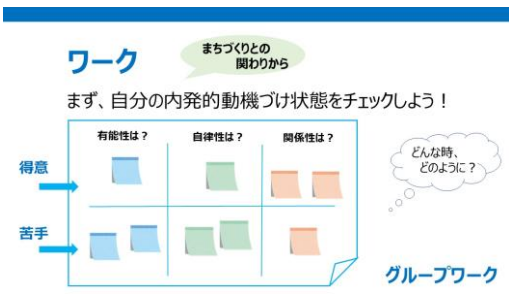 ワーク
まちづくりとの
関わりから
まず、自分の内発的動機づけ状態をチェックしよう！
有能性は？ 自律性は？ 関係性は？
どんな時、
どのように？
得意
苦手
グループワーク